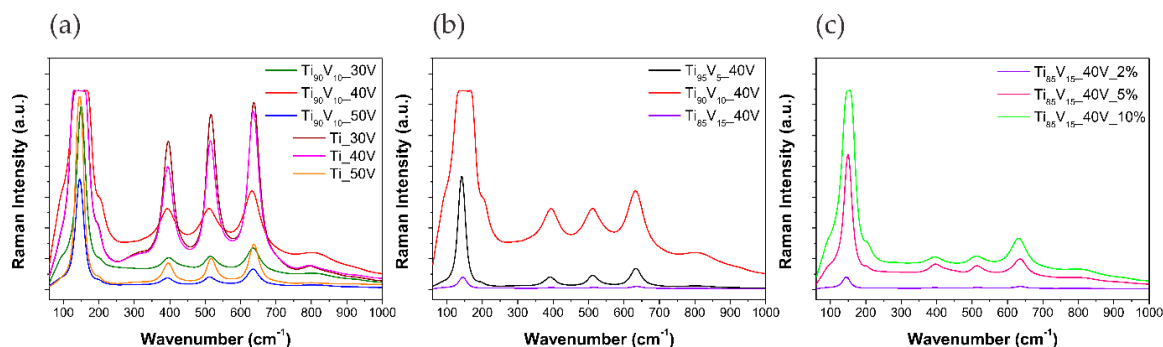 (a)
Raman Intensity (a.u.)
Ti₉₀V₁₀_30V
Ti₉₀V₁₀_40V
Ti₉₀V₁₀_50V
Ti_30V
Ti_40V
Ti_50V
100 200 300 400 500 600 700 800 900 1000
Wavenumber (cm⁻¹)
(b)
Raman Intensity (a.u.)
Ti₉₅V₅_40V
Ti₉₀V₁₀_40V
Ti₈₅V₁₅_40V
100 200 300 400 500 600 700 800 900 1000
Wavenumber (cm⁻¹)
(c)
Raman Intensity (a.u.)
Ti₈₅V₁₅_40V_2%
Ti₈₅V₁₅_40V_5%
Ti₈₅V₁₅_40V_10%
100 200 300 400 500 600 700 800 900 1000
Wavenumber (cm⁻¹)